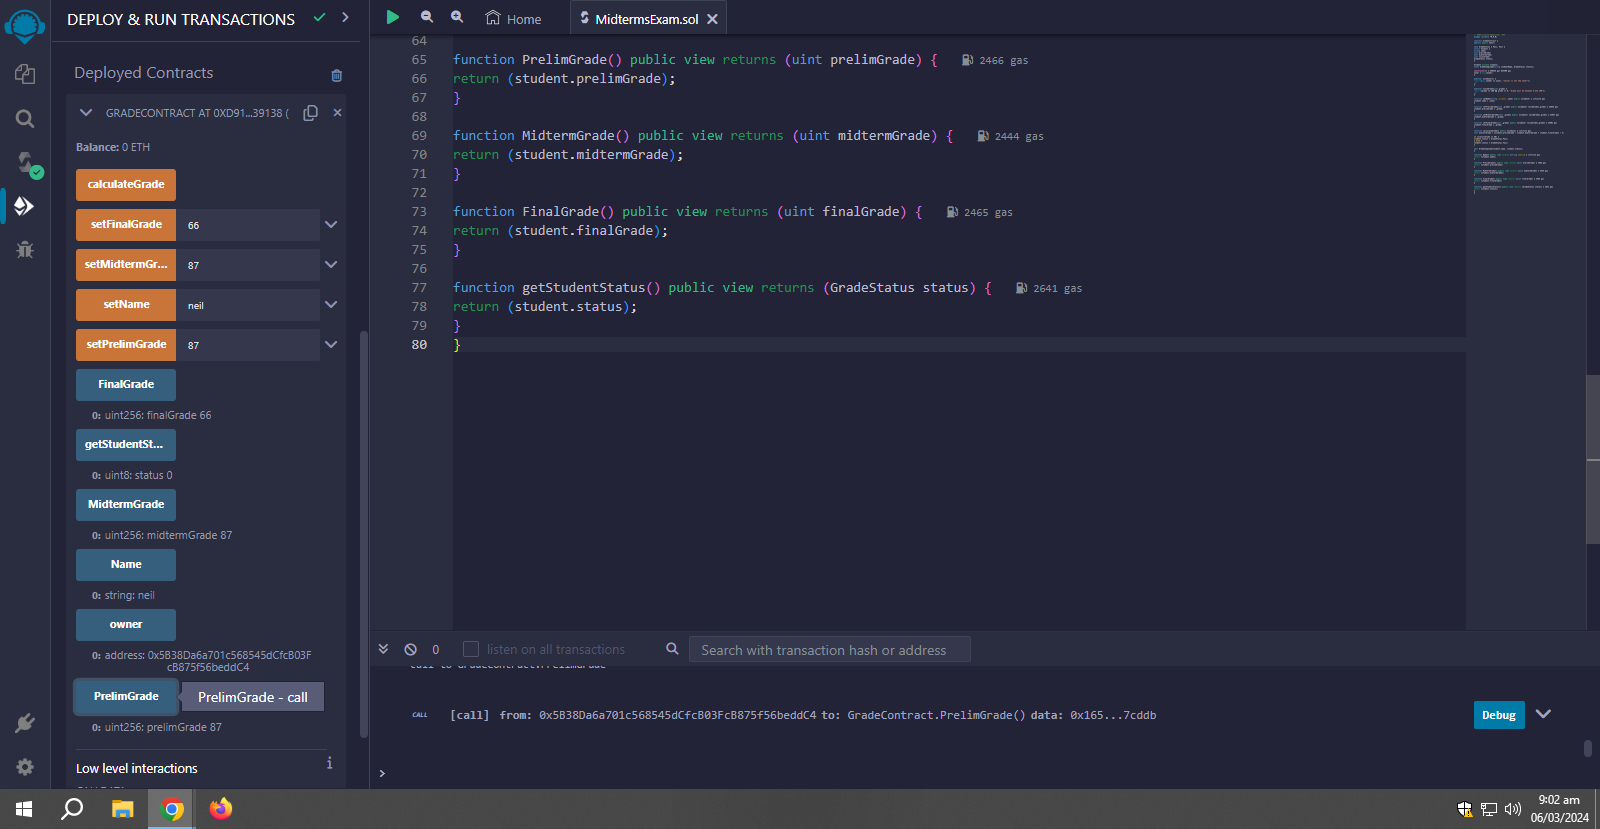 DEPLOY & RUN TRANSACTIONS
Deployed Contracts
GRADECONTRACT AT 0XD91...39138 (
Balance: 0 ETH
calculateGrade
setFinalGrade 66
setMidtermGr... 87
setName neil
setPrelimGrade 87
FinalGrade
0: uint256: finalGrade 66
getStudentSt...
0: uint8: status 0
MidtermGrade
0: uint256: midtermGrade 87
Name
0: string: neil
owner
0: address: 0x5B38Da6a701c568545dCfcB03F
cB875f56beddC4
PrelimGrade PrelimGrade - call
0: uint256: prelimGrade 87
Low level interactions
Home MidtermsExam.sol
64
65 function PrelimGrade() public view returns (uint prelimGrade) { 2466 gas
66 return (student.prelimGrade);
67 }
68
69 function MidtermGrade() public view returns (uint midtermGrade) { 2444 gas
70 return (student.midtermGrade);
71 }
72
73 function FinalGrade() public view returns (uint finalGrade) { 2465 gas
74 return (student.finalGrade);
75 }
76
77 function getStudentStatus() public view returns (GradeStatus status) { 2641 gas
78 return (student.status);
79 }
80 }
0 listen on all transactions Search with transaction hash or address
call to GradeContract.PrelimGrade
CALL [call] from: 0x5B38Da6a701c568545dCfcB03FcB875f56beddC4 to: GradeContract.PrelimGrade() data: 0x165...7cddb Debug
>
9:02 am
06/03/2024